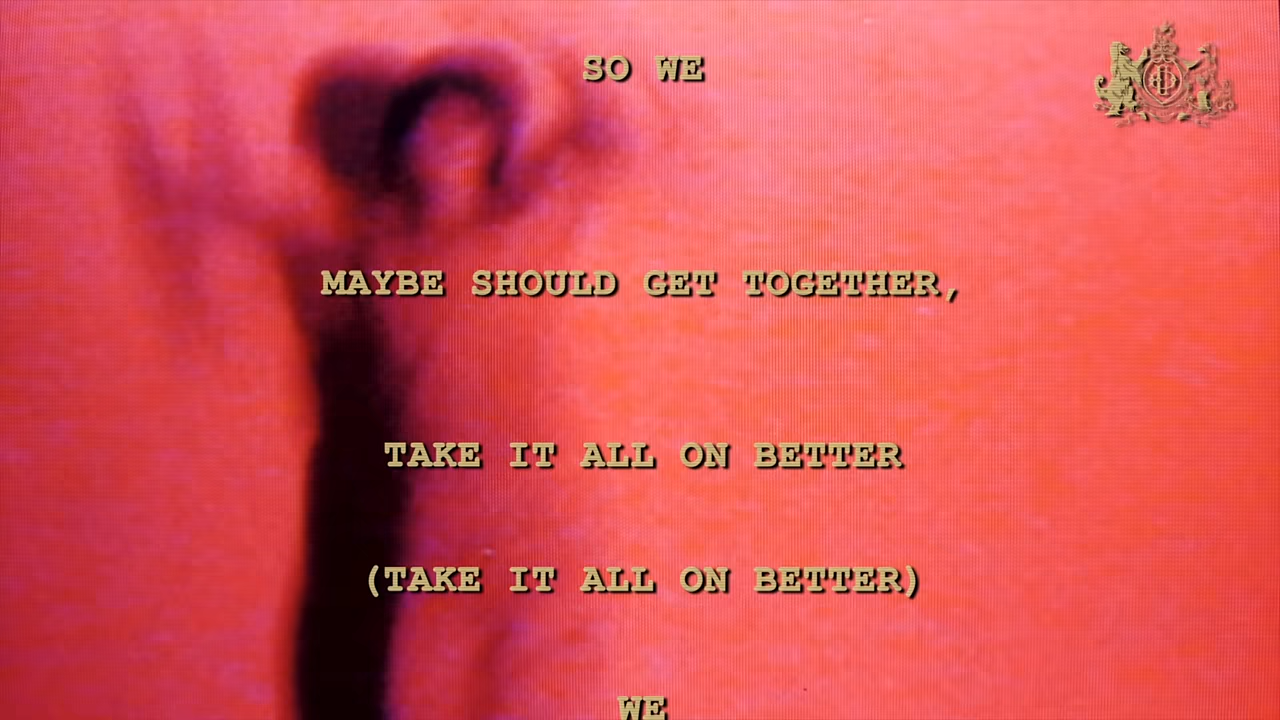 SO WE
MAYBE SHOULD GET TOGETHER,
TAKE IT ALL ON BETTER
(TAKE IT ALL ON BETTER)
WE